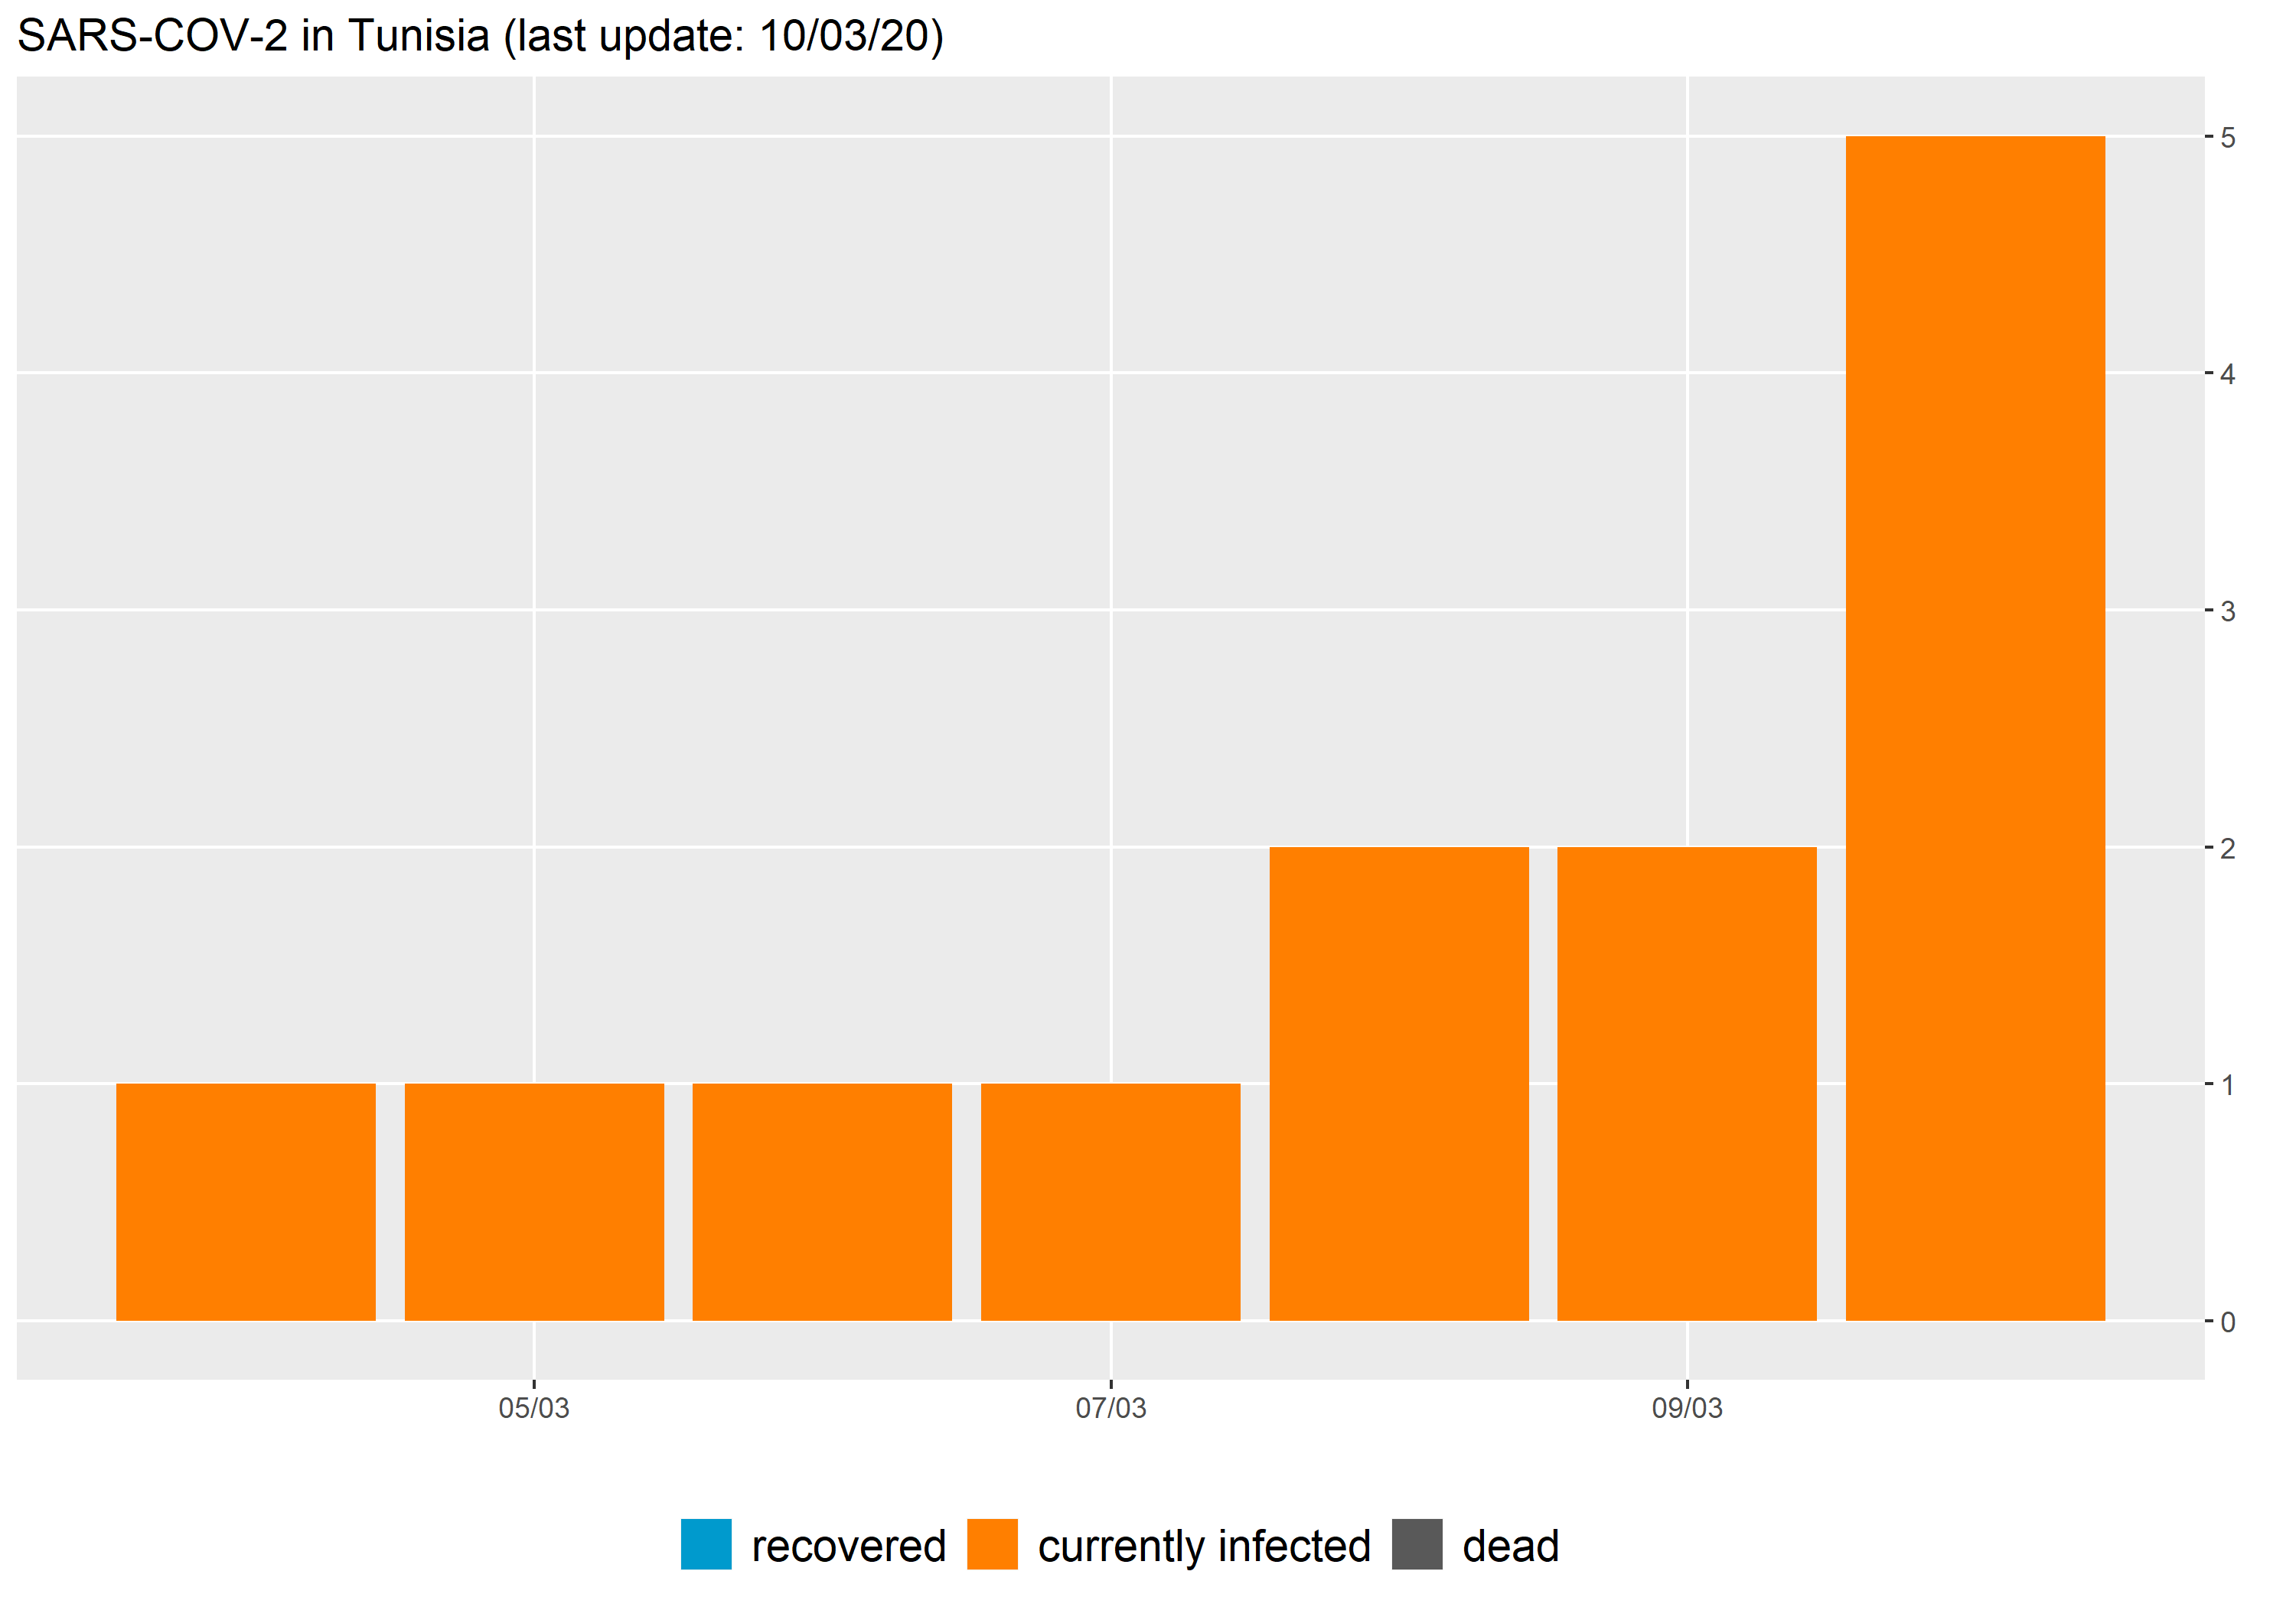 SARS-COV-2 in Tunisia (last update: 10/03/20)
5
4
3
2
1
0
05/03 07/03 09/03
recovered currently infected dead